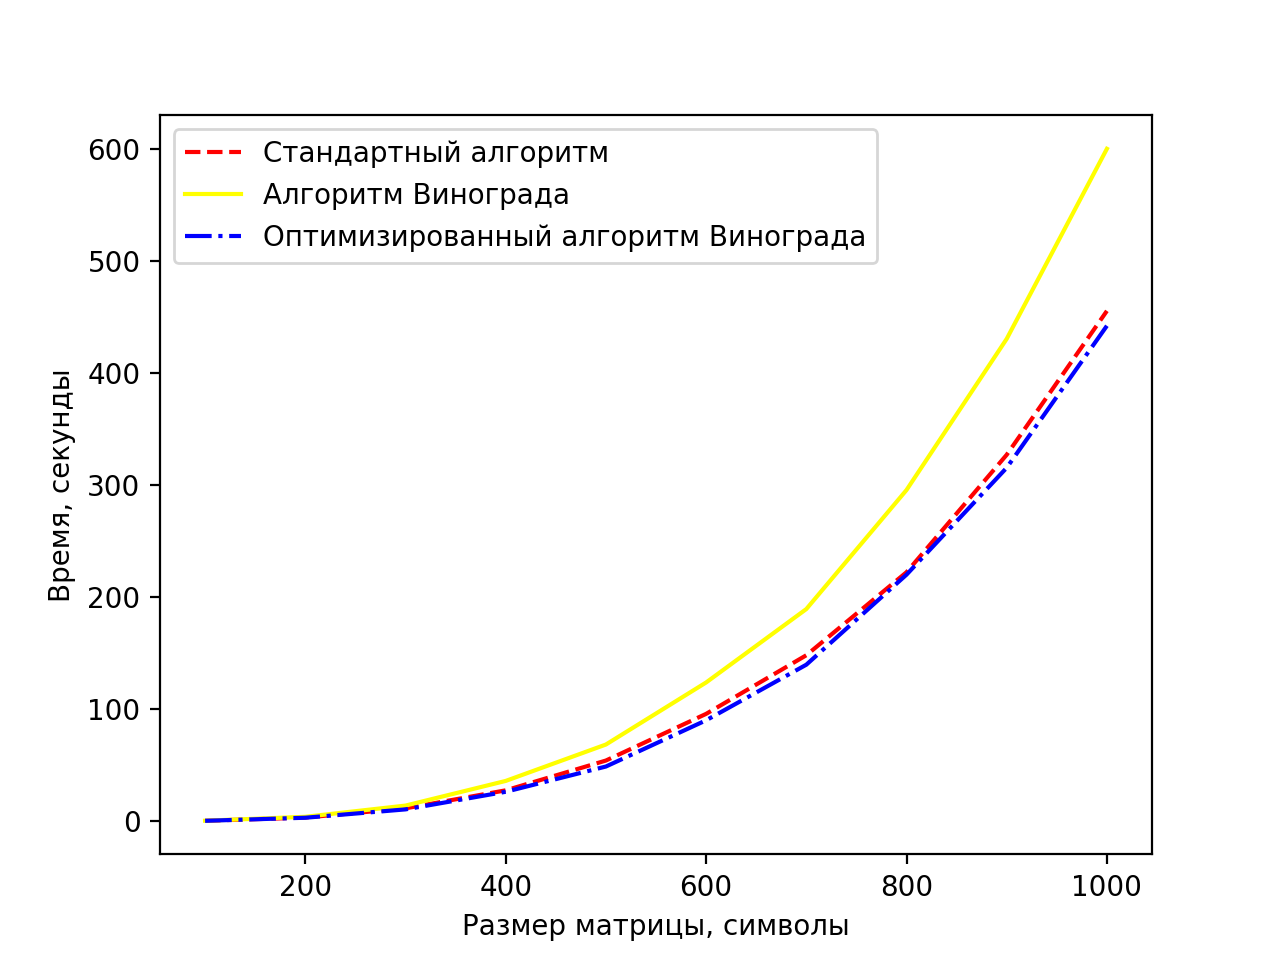 Стандартный алгоритм
Алгоритм Винограда
Оптимизированный алгоритм Винограда
600
500
400
300
200
100
0
Время, секунды
200 400 600 800 1000
Размер матрицы, символы